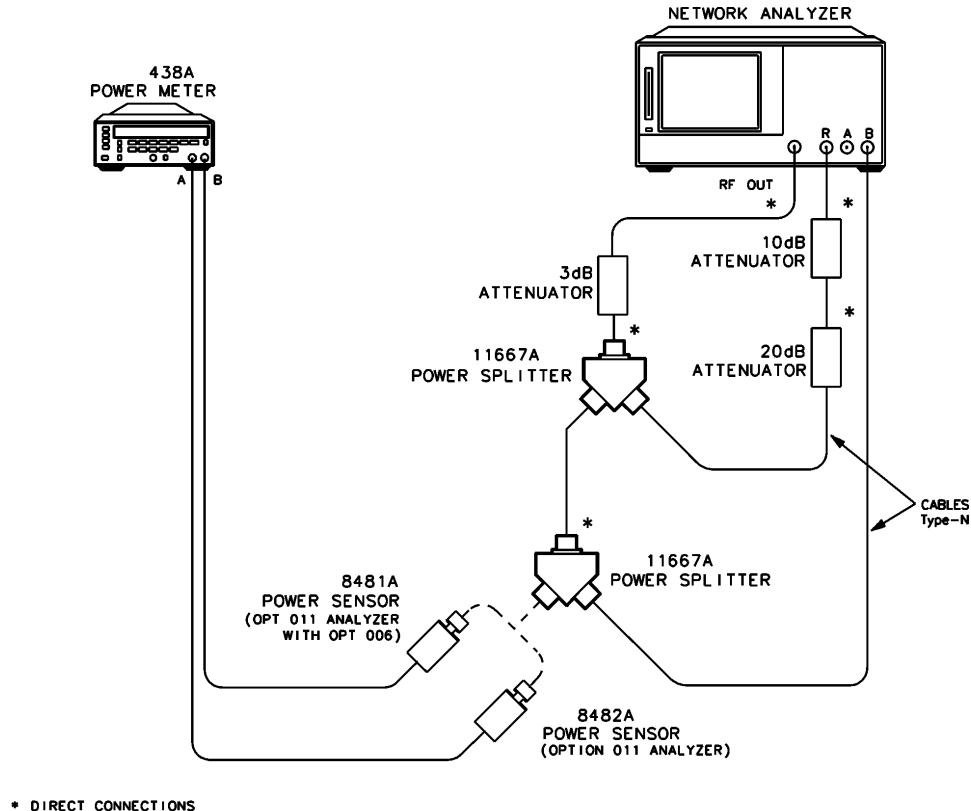 NETWORK ANALYZER
438A
POWER METER
A
B
R
A
B
RF OUT
*
*
10dB
ATTENUATOR
3dB
ATTENUATOR
*
*
20dB
ATTENUATOR
11667A
POWER SPLITTER
CABLES
Type-N
*
11667A
POWER SPLITTER
8481A
POWER SENSOR
(OPT 011 ANALYZER
WITH OPT 006)
8482A
POWER SENSOR
(OPTION 011 ANALYZER)
* DIRECT CONNECTIONS